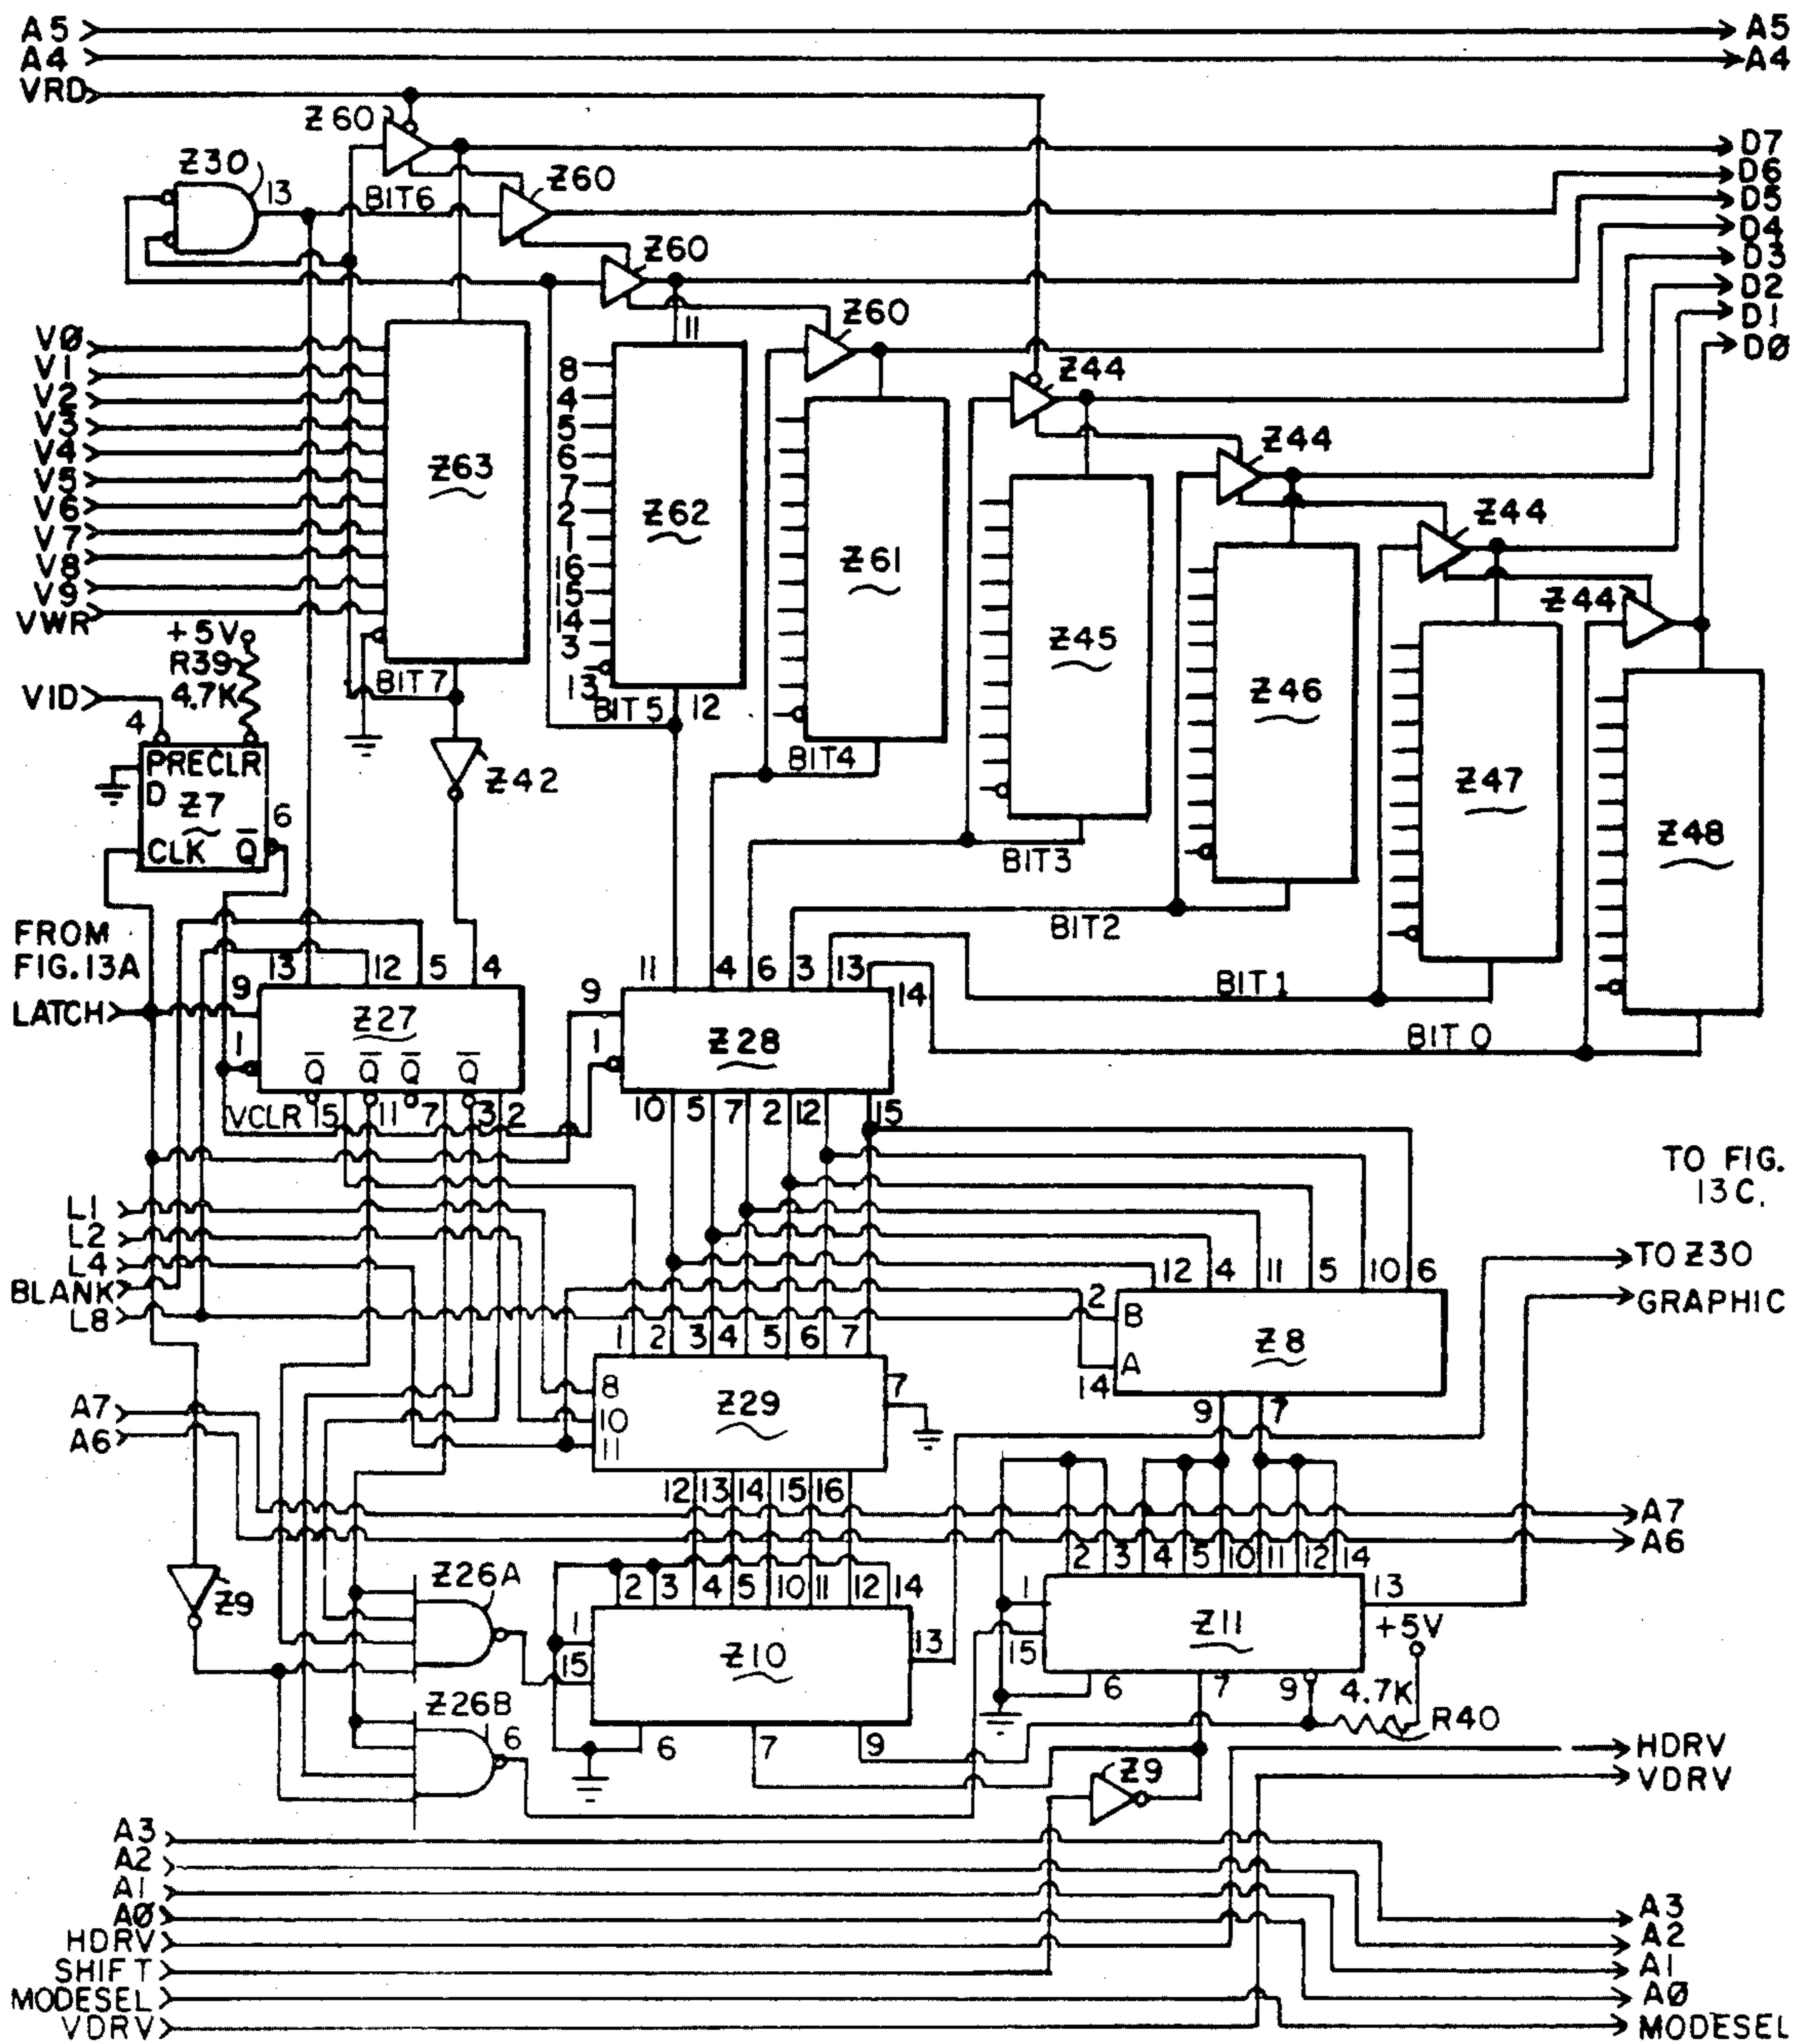 A5 A5
A4 A4
VRD
Z60
D7
Z30 13 BIT6 Z60
D6
D5
Z60
D4
D3
D2
D1
DØ
Z60
11
VØ
V1
V2
V3
V4
V5
V6
V7
V8
V9
VWR
Z63
8
4
5
6
7
2
1
16
15
14
3
13
Z62
Z61
Z44
Z44
Z44
Z44
Z45
Z46
Z47
Z48
+5V
R39
4.7K
VID
4
BIT7
BIT5 12
BIT4
BIT3
BIT2
BIT1
BIT 0
PRECLR
D
Z7
6
CLK Q̅
Z42
FROM
FIG.13A
LATCH
13 12 5 4
9
Z27
1
Q̅ Q̅ Q̅ Q̅
VCLR 15 11 7 3 2
11 4 6 3 13
14
9
1
Z28
10 5 7 2 12 15
TO FIG.
13C.
L1
L2
L4
BLANK
L8
TO Z30
GRAPHIC
12 4 11 5 10 6
2
B
Z8
A
14
9 7
1 2 3 4 5 6 7
8
10
11
Z29
7
12 13 14 15 16
A7
A6
A7
A6
Z9
Z26A
2 3 4 5 10 11 12 14
1
15
Z10
13
6 7 9
Z26B
6
2 3 4 5 10 11 12 14
1
15
Z11
13
+5V
6 7 9
4.7K
R40
Z9
HDRV
VDRV
A3
A2
A1
AØ
HDRV
SHIFT
MODESEL
VDRV
A3
A2
A1
AØ
MODESEL